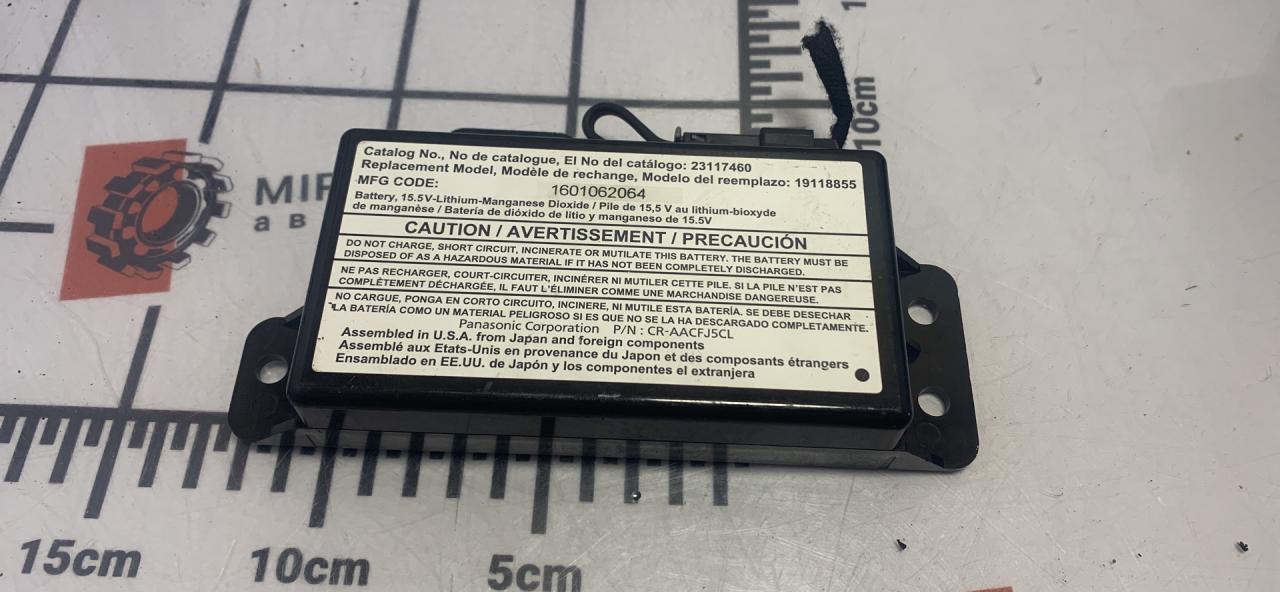 Catalog No., No de catalogue, El No del catálogo: 23117460
Replacement Model, Modèle de rechange, Modelo del reemplazo: 19118855
MFG CODE: 1601062064
Battery, 15.5V-Lithium-Manganese Dioxide / Pile de 15,5 V au lithium-bioxyde
de manganèse / Batería de dióxido de litio y manganeso de 15.5V
CAUTION / AVERTISSEMENT / PRECAUCIÓN
DO NOT CHARGE, SHORT CIRCUIT, INCINERATE OR MUTILATE THIS BATTERY. THE BATTERY MUST BE
DISPOSED OF AS A HAZARDOUS MATERIAL IF IT HAS NOT BEEN COMPLETELY DISCHARGED.
NE PAS RECHARGER, COURT-CIRCUITER, INCINÉRER NI MUTILER CETTE PILE. SI LA PILE N'EST PAS
COMPLÈTEMENT DÉCHARGÉE, IL FAUT L'ÉLIMINER COMME UNE MARCHANDISE DANGEREUSE.
NO CARGUE, PONGA EN CORTO CIRCUITO, INCINERE, NI MUTILE ESTA BATERÍA. SE DEBE DESECHAR
LA BATERÍA COMO UN MATERIAL PELIGROSO SI ES QUE NO SE LA HA DESCARGADO COMPLETAMENTE.
Panasonic Corporation P/N : CR-AACFJ5CL
Assembled in U.S.A. from Japan and foreign components
Assemblé aux Etats-Unis en provenance du Japon et des composants étrangers
Ensamblado en EE.UU. de Japón y los componentes el extranjera
10cm
15cm 10cm 5cm